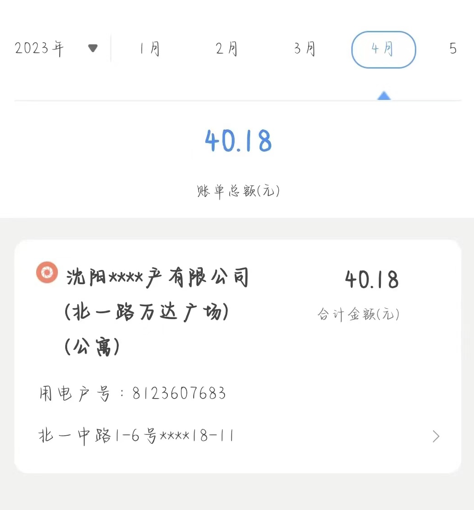 2023年 1月 2月 3月 4月 5
40.18
账单总额(元)
沈阳****产有限公司 40.18
(北一路万达广场) 合计金额(元)
(公寓)
用电户号：8123607683
北一中路1-6号****18-11